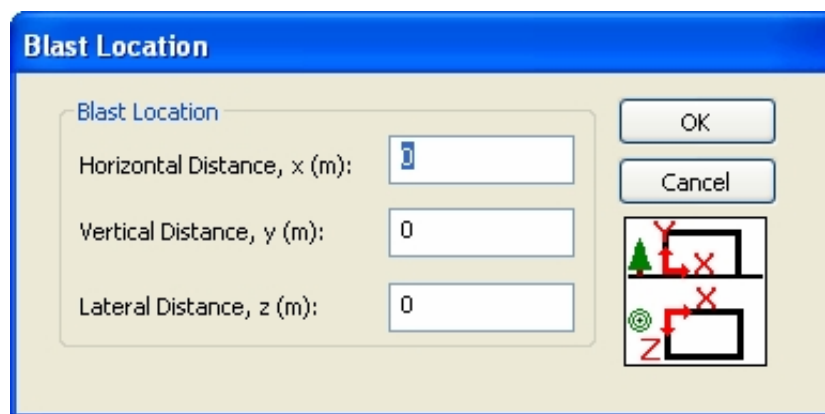 Blast Location
Blast Location
Horizontal Distance, x (m):
0
Vertical Distance, y (m):
0
Lateral Distance, z (m):
0
OK
Cancel
Y
X
X
Z